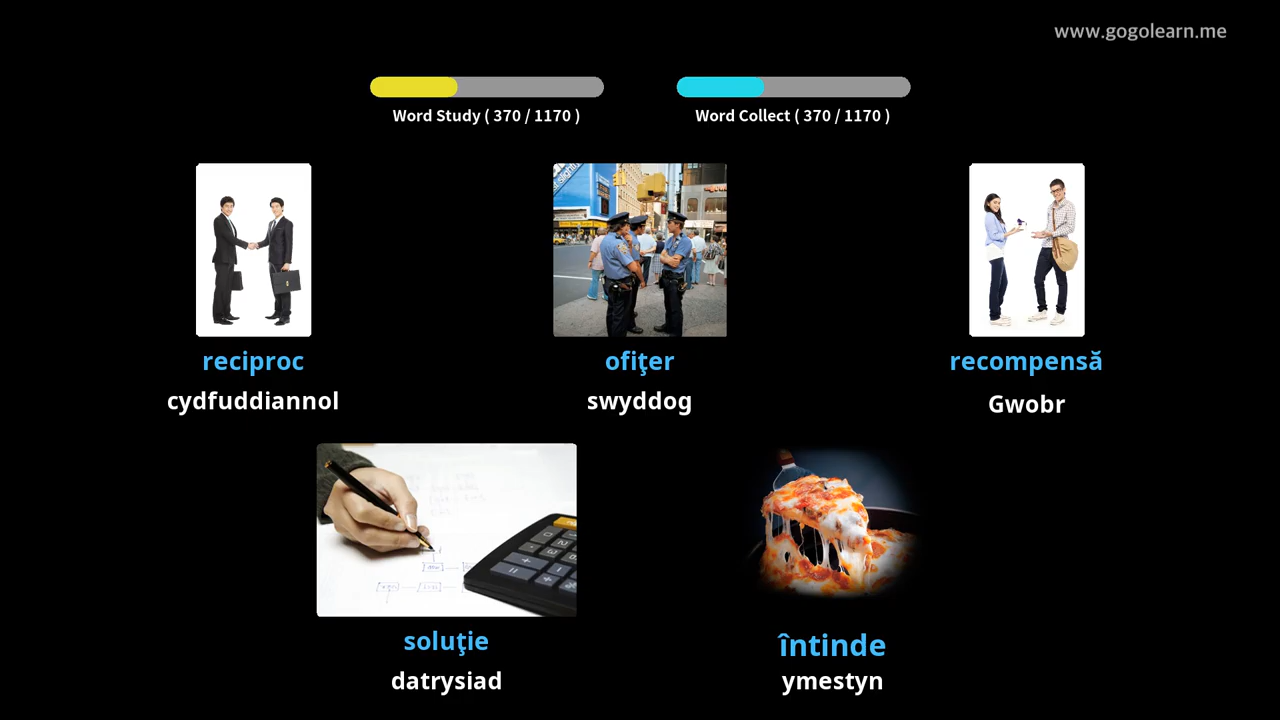 www.gogolearn.me
Word Study ( 370 / 1170 )
Word Collect ( 370 / 1170 )
reciproc
ofiţer
recompensă
cydfuddiannol
swyddog
Gwobr
soluţie
întinde
datrysiad
ymestyn